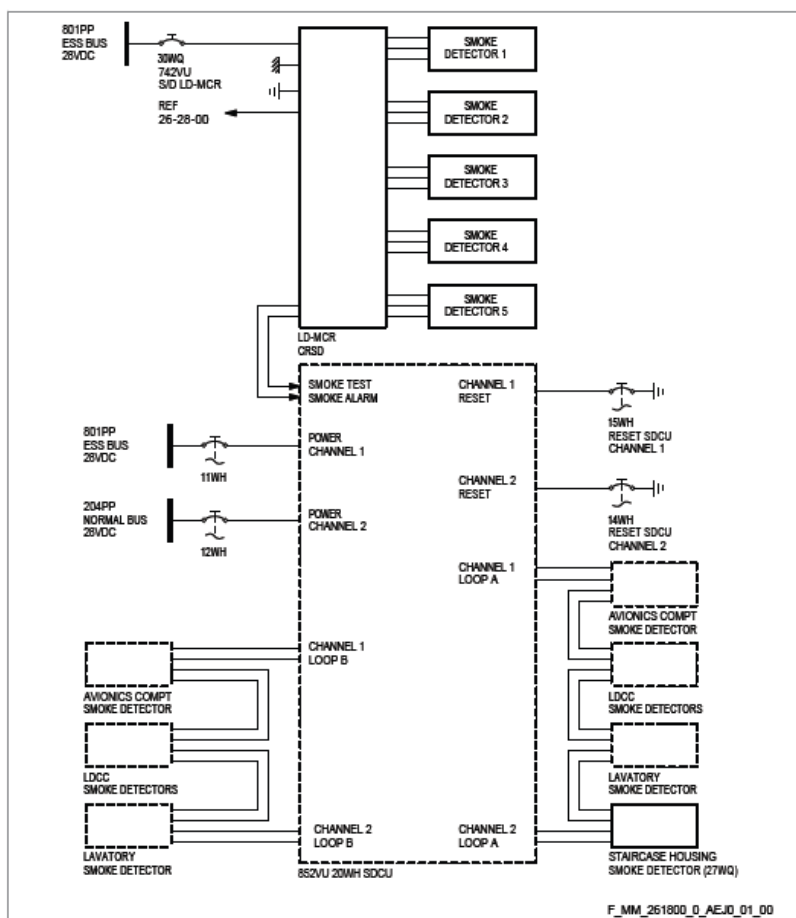 801PP
ESS BUS
28VDC
30WQ
742VU
S/D LD-MCR
REF
26-28-00
SMOKE
DETECTOR 1
SMOKE
DETECTOR 2
SMOKE
DETECTOR 3
SMOKE
DETECTOR 4
SMOKE
DETECTOR 5
LD-MCR
CRSD
SMOKE TEST
SMOKE ALARM
CHANNEL 1
RESET
15WH
RESET SDCU
CHANNEL 1
801PP
ESS BUS
28VDC
11WH
POWER
CHANNEL 1
CHANNEL 2
RESET
14WH
RESET SDCU
CHANNEL 2
204PP
NORMAL BUS
28VDC
12WH
POWER
CHANNEL 2
CHANNEL 1
LOOP A
AVIONICS COMPT
SMOKE DETECTOR
CHANNEL 1
LOOP B
AVIONICS COMPT
SMOKE DETECTOR
LDCC
SMOKE DETECTORS
LDCC
SMOKE DETECTORS
LAVATORY
SMOKE DETECTOR
CHANNEL 2
LOOP B
CHANNEL 2
LOOP A
LAVATORY
SMOKE DETECTOR
STAIRCASE HOUSING
SMOKE DETECTOR (27WQ)
852VU 20WH SDCU
F_MM_261800_0_AEJ0_01_00